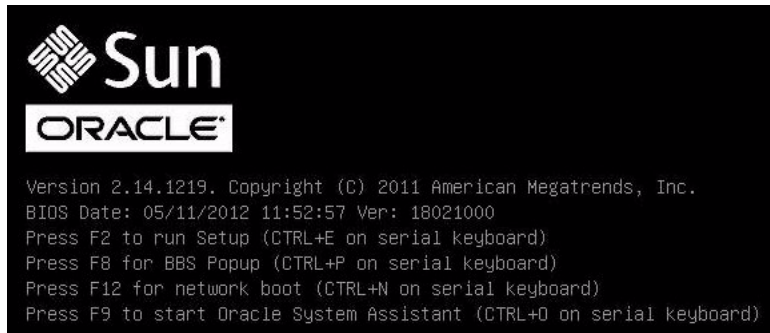 Sun
ORACLE
Version 2.14.1219. Copyright (C) 2011 American Megatrends, Inc.
BIOS Date: 05/11/2012 11:52:57 Ver: 18021000
Press F2 to run Setup (CTRL+E on serial keyboard)
Press F8 for BBS Popup (CTRL+P on serial keyboard)
Press F12 for network boot (CTRL+N on serial keyboard)
Press F9 to start Oracle System Assistant (CTRL+O on serial keyboard)